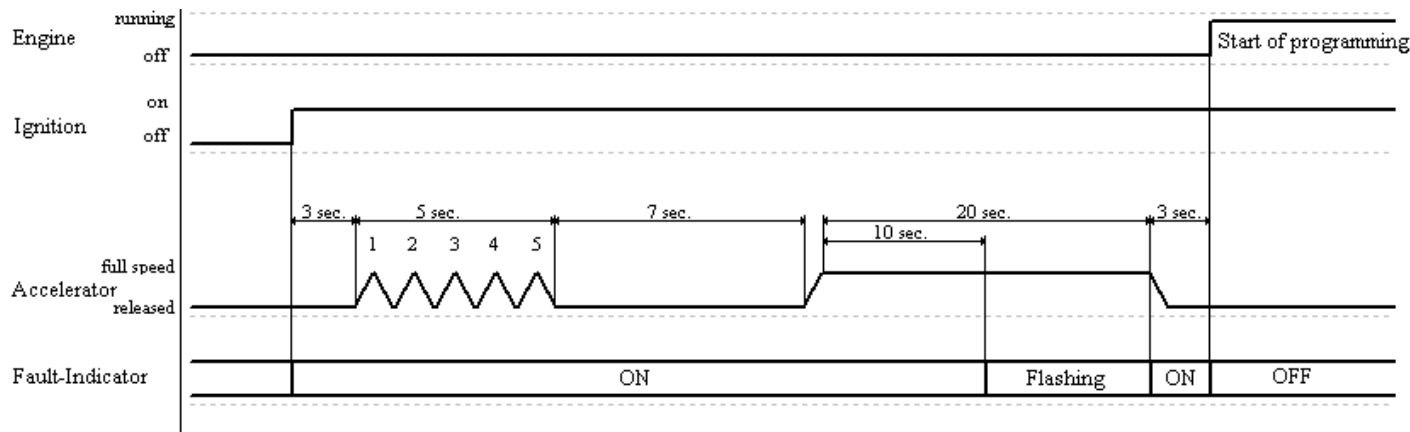 running
Engine
off
Start of programming
on
Ignition
off
3 sec.
5 sec.
7 sec.
20 sec.
3 sec.
10 sec.
1 2 3 4 5
full speed
Accelerator
released
Fault-Indicator
ON
Flashing
ON
OFF